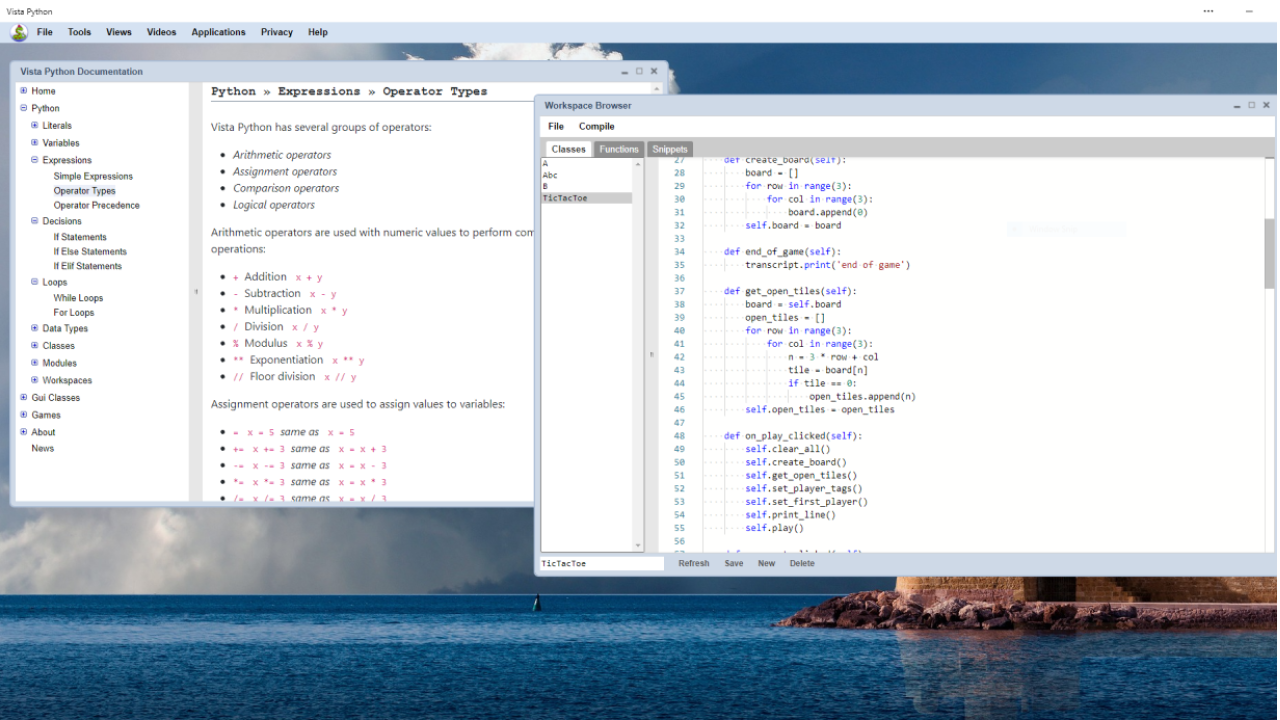 Vista Python
File Tools Views Videos Applications Privacy Help
Vista Python Documentation
Home
Python
Literals
Variables
Expressions
Simple Expressions
Operator Types
Operator Precedence
Decisions
If Statements
If Else Statements
If Elif Statements
Loops
While Loops
For Loops
Data Types
Classes
Modules
Workspaces
Gui Classes
Games
About
News
Python » Expressions » Operator Types
Vista Python has several groups of operators:
• Arithmetic operators
• Assignment operators
• Comparison operators
• Logical operators
Arithmetic operators are used with numeric values to perform com
operations:
• + Addition x + y
• - Subtraction x - y
• * Multiplication x * y
• / Division x / y
• % Modulus x % y
• ** Exponentiation x ** y
• // Floor division x // y
Assignment operators are used to assign values to variables:
• = x = 5 same as x = 5
• += x += 3 same as x = x + 3
• -= x -= 3 same as x = x - 3
• *= x *= 3 same as x = x * 3
• /= x /= 3 same as x = x / 3
Workspace Browser
File Compile
Classes Functions Snippets
A
Abc
B
TicTacToe
27 def create_board(self):
28 board = []
29 for row in range(3):
30 for col in range(3):
31 board.append(0)
32 self.board = board
33
34 def end_of_game(self):
35 transcript.print('end of game')
36
37 def get_open_tiles(self):
38 board = self.board
39 open_tiles = []
40 for row in range(3):
41 for col in range(3):
42 n = 3 * row + col
43 tile = board[n]
44 if tile == 0:
45 open_tiles.append(n)
46 self.open_tiles = open_tiles
47
48 def on_play_clicked(self):
49 self.clear_all()
50 self.create_board()
51 self.get_open_tiles()
52 self.set_player_tags()
53 self.set_first_player()
54 self.print_line()
55 self.play()
56
TicTacToe
Refresh Save New Delete